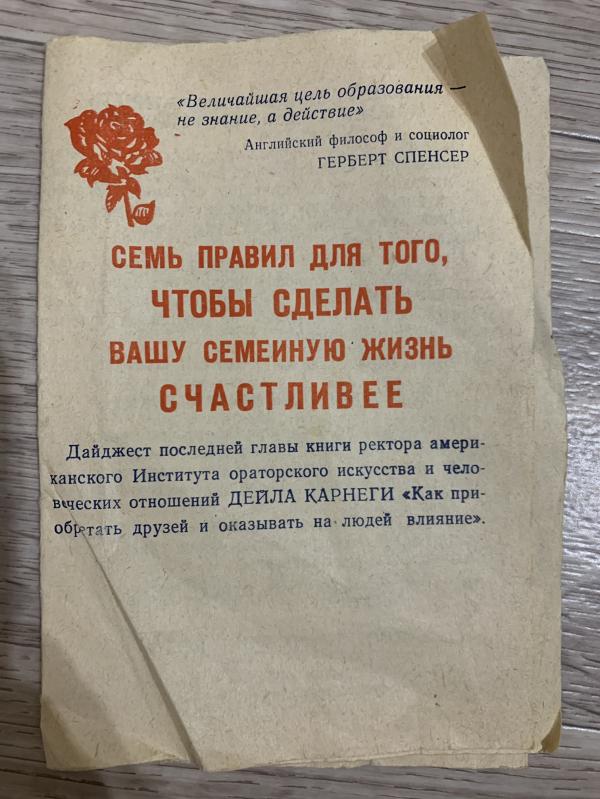 «Величайшая цель образования —
не знание, а действие»
Английский философ и социолог
ГЕРБЕРТ СПЕНСЕР
СЕМЬ ПРАВИЛ ДЛЯ ТОГО,
ЧТОБЫ СДЕЛАТЬ
ВАШУ СЕМЕИНУЮ ЖИЗНЬ
СЧАСТЛИВЕЕ
Дайджест последней главы книги ректора амери-
канского Института ораторского искусства и чело-
веческих отношений ДЕЙЛА КАРНЕГИ «Как при-
обретать друзей и оказывать на людей влияние».